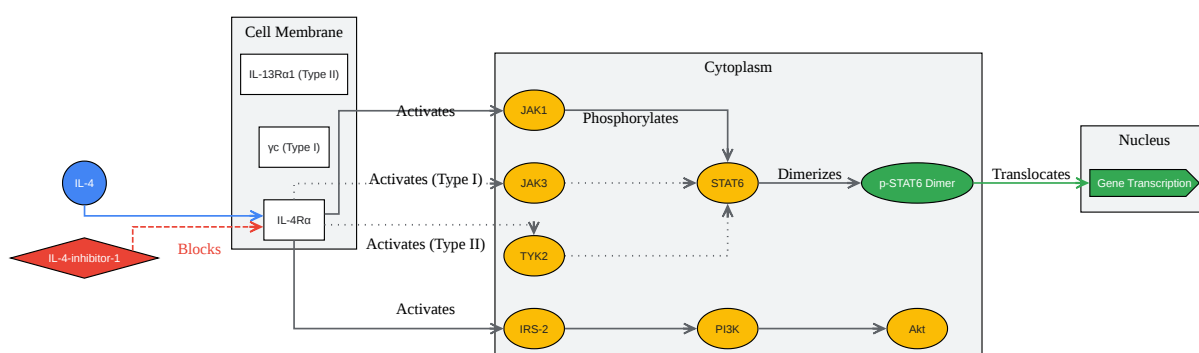 Cell Membrane
IL-13Rα1 (Type II)
γc (Type I)
IL-4Rα
IL-4
IL-4-inhibitor-1
Blocks
Activates
Activates (Type I)
Activates (Type II)
Activates
Cytoplasm
JAK1
Phosphorylates
JAK3
STAT6
Dimerizes
p-STAT6 Dimer
TYK2
IRS-2
PI3K
Akt
Translocates
Nucleus
Gene Transcription